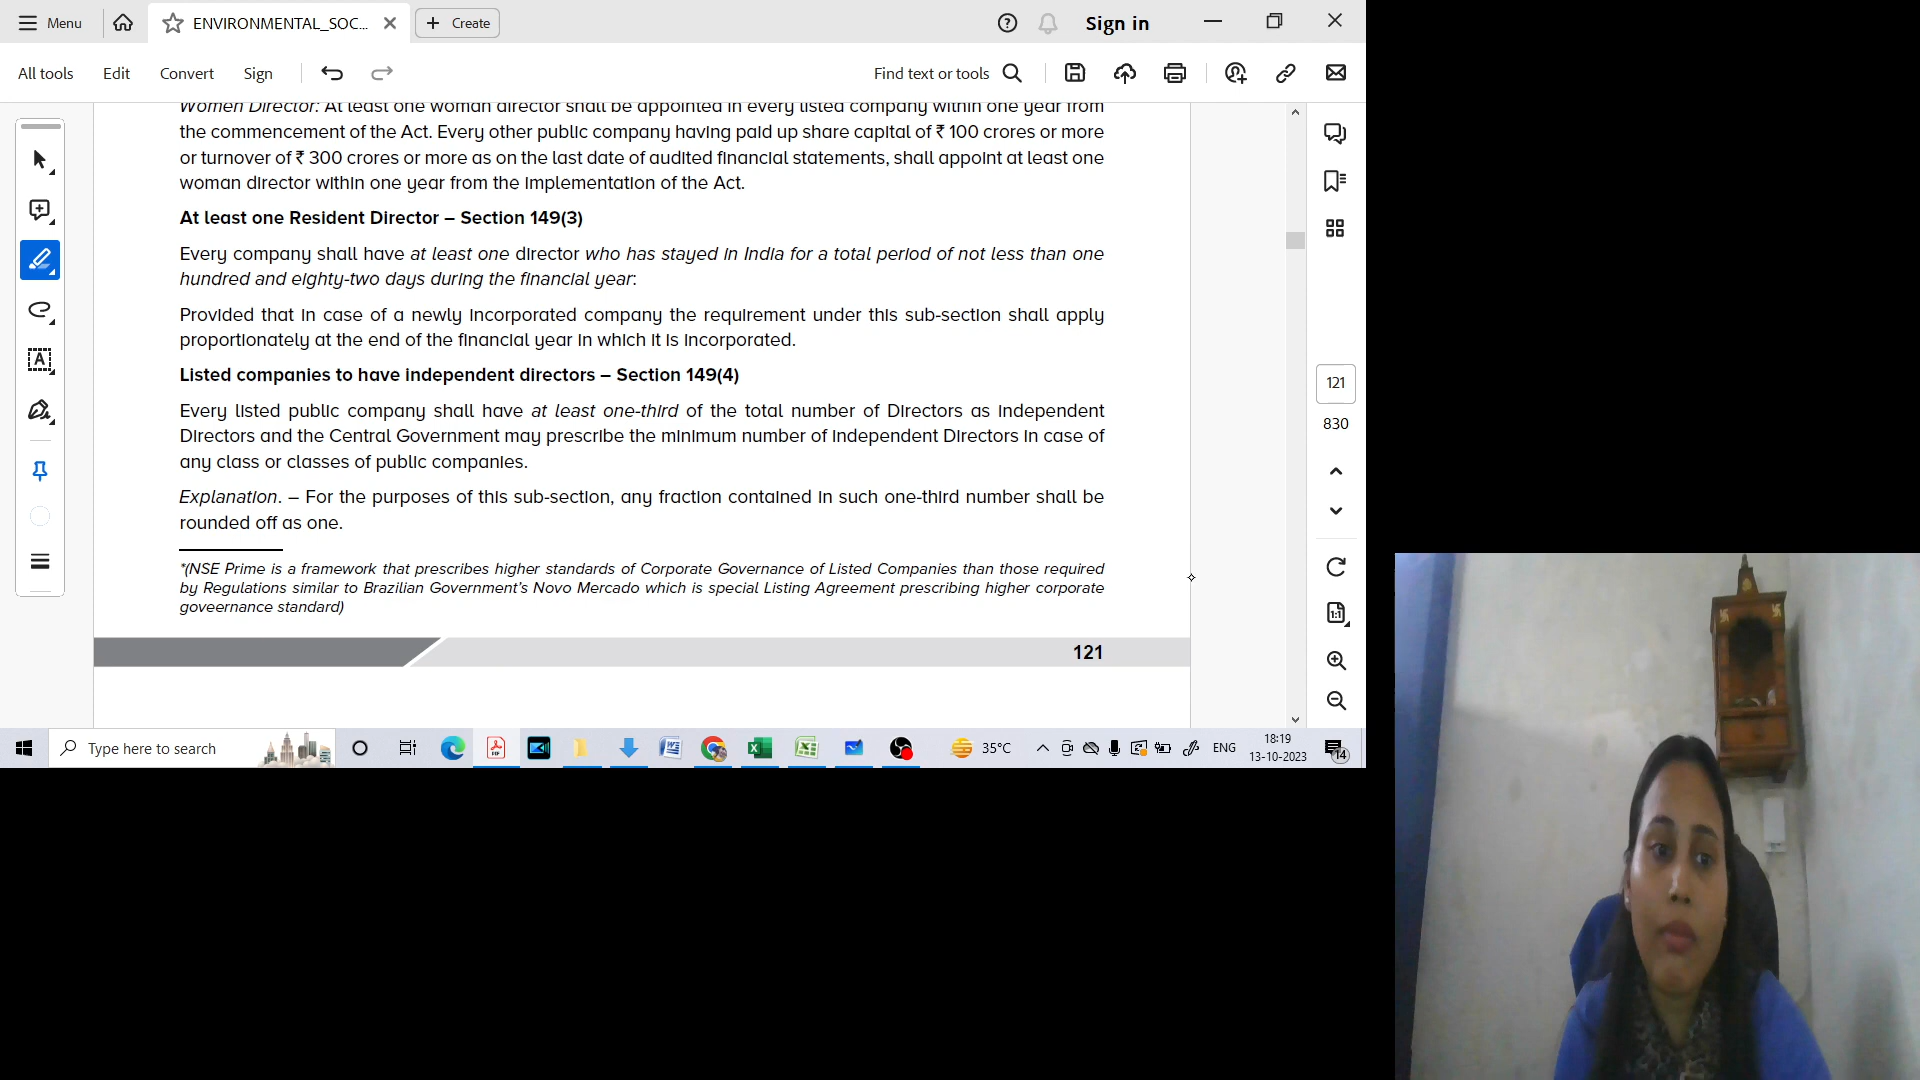 Menu
ENVIRONMENTAL_SOC...
Create
Sign in
All tools
Edit
Convert
Sign
Find text or tools
Women Director: At least one woman director shall be appointed in every listed company within one year from
the commencement of the Act. Every other public company having paid up share capital of ₹ 100 crores or more
or turnover of ₹ 300 crores or more as on the last date of audited financial statements, shall appoint at least one
woman director within one year from the implementation of the Act.
At least one Resident Director – Section 149(3)
Every company shall have at least one director who has stayed in India for a total period of not less than one
hundred and eighty-two days during the financial year:
Provided that in case of a newly incorporated company the requirement under this sub-section shall apply
proportionately at the end of the financial year in which it is incorporated.
Listed companies to have independent directors – Section 149(4)
Every listed public company shall have at least one-third of the total number of Directors as Independent
Directors and the Central Government may prescribe the minimum number of Independent Directors in case of
any class or classes of public companies.
Explanation. – For the purposes of this sub-section, any fraction contained in such one-third number shall be
rounded off as one.
*(NSE Prime is a framework that prescribes higher standards of Corporate Governance of Listed Companies than those required
by Regulations similar to Brazilian Government's Novo Mercado which is special Listing Agreement prescribing higher corporate
goveernance standard)
121
121
830
Type here to search
35°C
ENG
18:19
13-10-2023
14